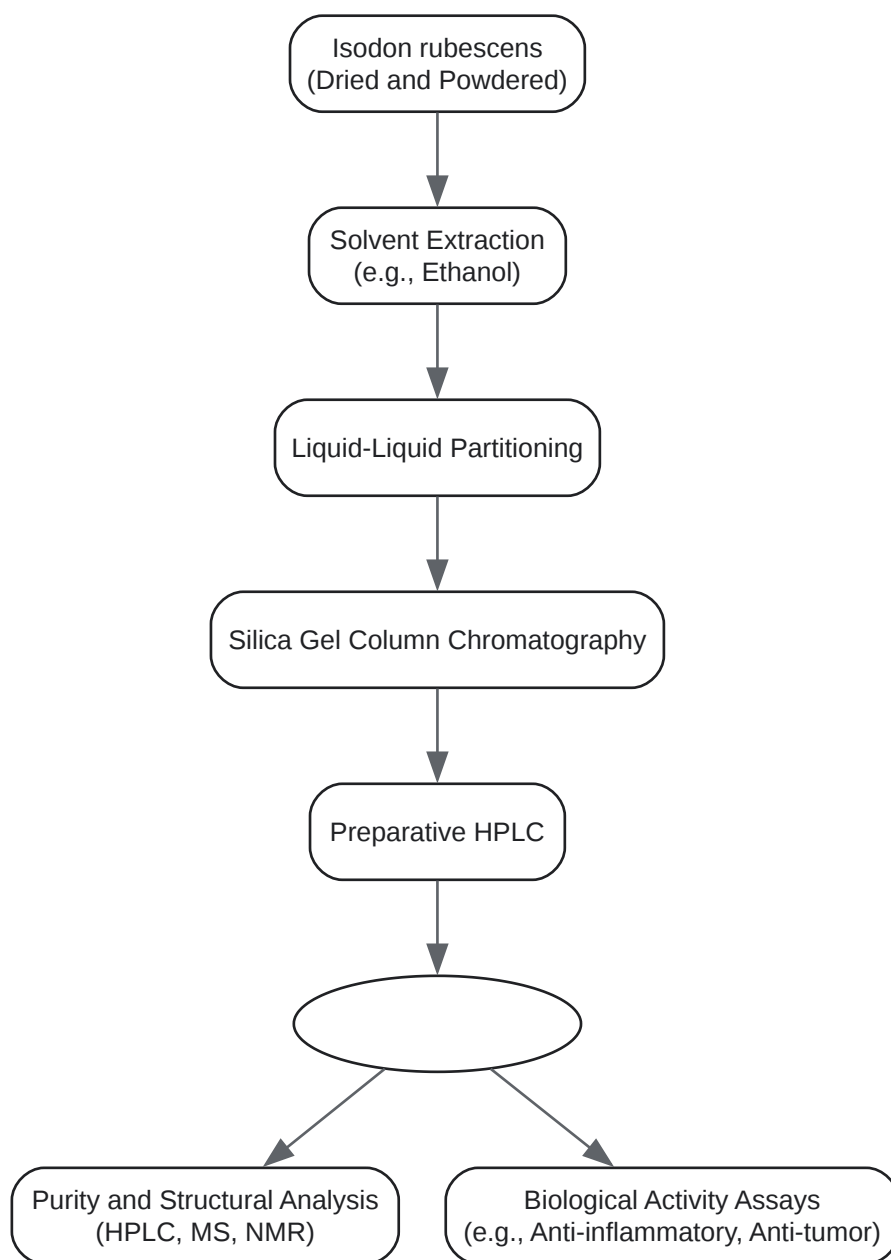 Isodon rubescens
(Dried and Powdered)
Solvent Extraction
(e.g., Ethanol)
Liquid-Liquid Partitioning
Silica Gel Column Chromatography
Preparative HPLC
Purity and Structural Analysis
(HPLC, MS, NMR)
Biological Activity Assays
(e.g., Anti-inflammatory, Anti-tumor)